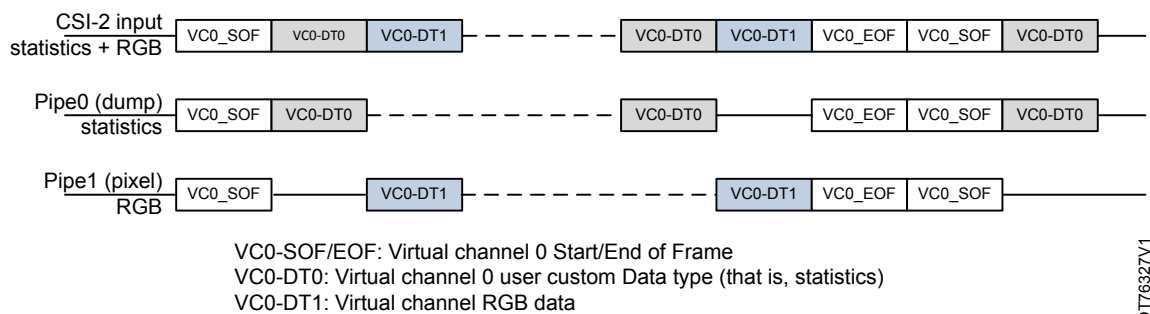 CSI-2 input
statistics + RGB
VC0_SOF VC0-DT0 VC0-DT1 VC0-DT0 VC0-DT1 VC0_EOF VC0_SOF VC0-DT0
Pipe0 (dump)
statistics
VC0_SOF VC0-DT0 VC0-DT0 VC0_EOF VC0_SOF VC0-DT0
Pipe1 (pixel)
RGB
VC0_SOF VC0-DT1 VC0-DT1 VC0_EOF VC0_SOF
VC0-SOF/EOF: Virtual channel 0 Start/End of Frame
VC0-DT0: Virtual channel 0 user custom Data type (that is, statistics)
VC0-DT1: Virtual channel RGB data